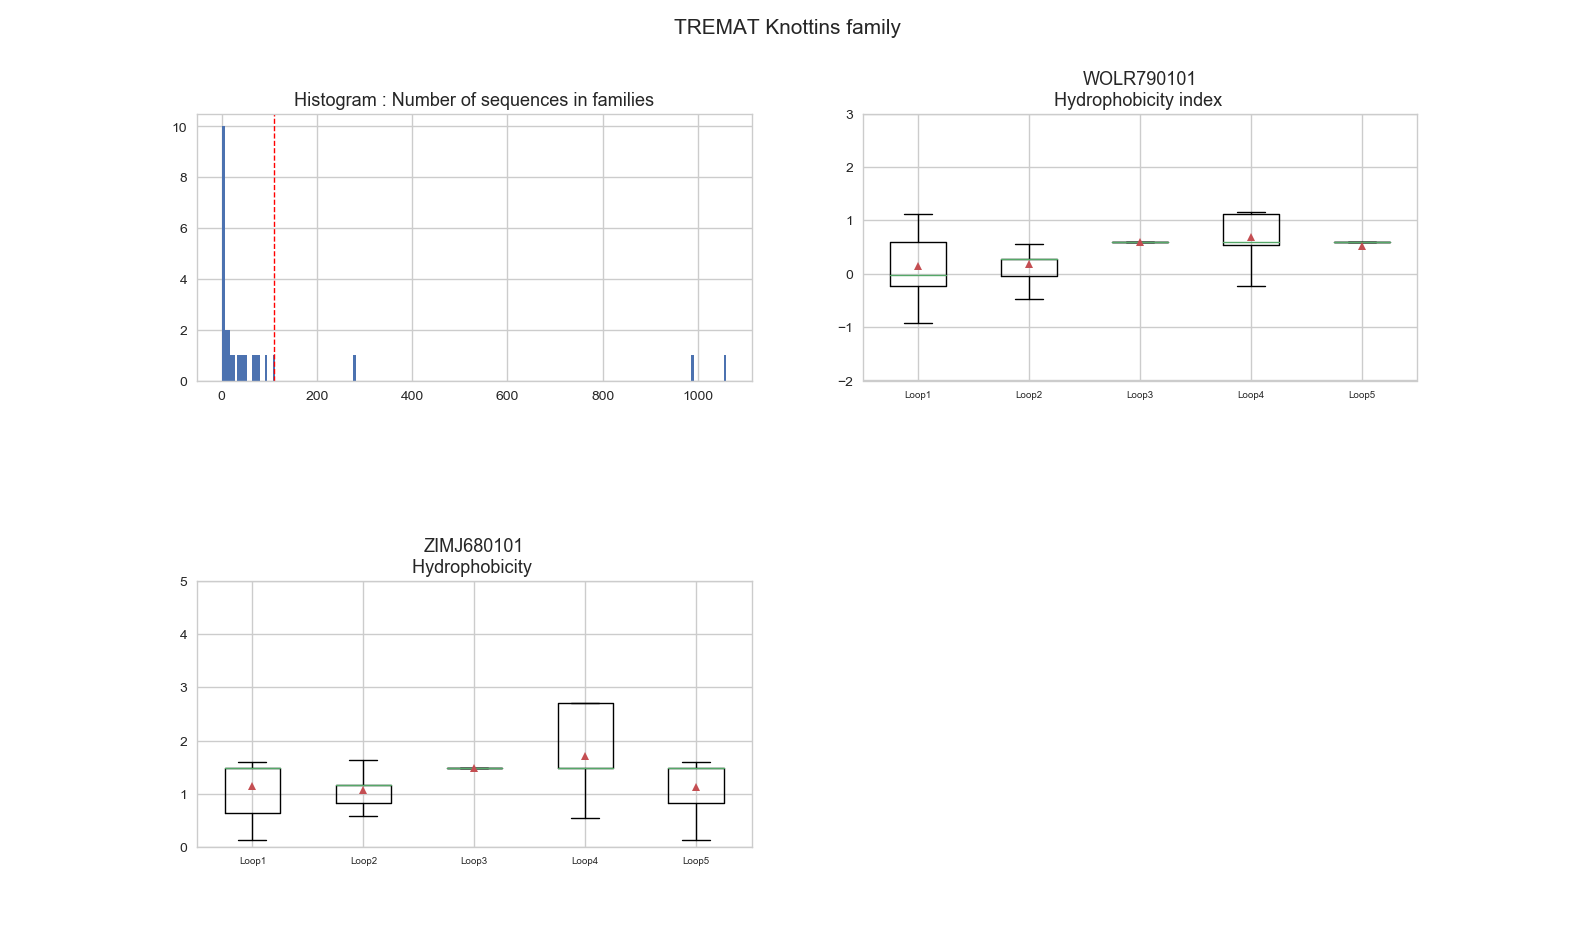 TREMAT Knottins family
Histogram : Number of sequences in families
10
8
6
4
2
0
0 200 400 600 800 1000
WOLR790101
Hydrophobicity index
3
2
1
0
−1
−2
Loop1 Loop2 Loop3 Loop4 Loop5
ZIMJ680101
Hydrophobicity
5
4
3
2
1
0
Loop1 Loop2 Loop3 Loop4 Loop5